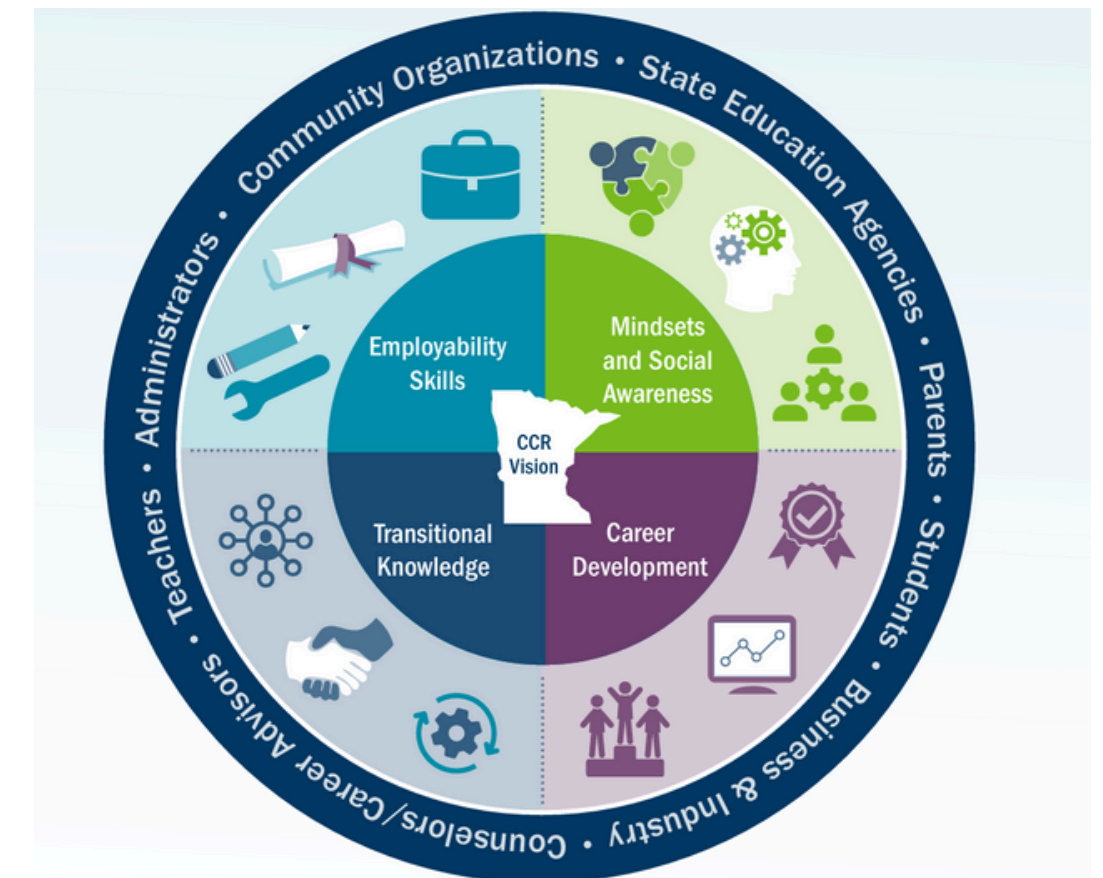 Community Organizations • State Education Agencies • Parents • Students • Business & Industry • Counselors/Career Advisors • Teachers • Administrators •
Employability
Skills
Mindsets
and Social
Awareness
CCR
Vision
Transitional
Knowledge
Career
Development